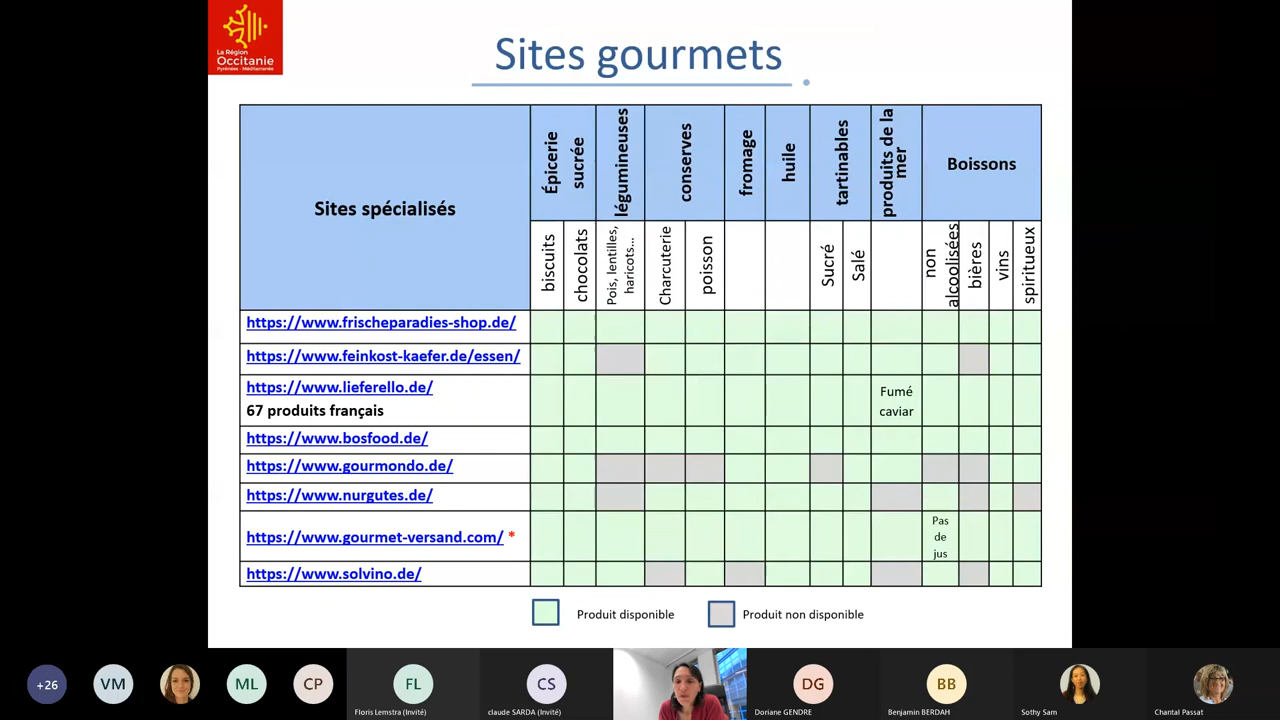 La Région
Occitanie
Pyrénées - Méditerranée
Sites gourmets
Sites spécialisés
Épicerie sucrée
légumineuses
conserves
fromage
huile
tartinables
produits de la mer
Boissons
biscuits
chocolats
Pois, lentilles, haricots...
Charcuterie
poisson
Sucré
Salé
non alcoolisées
bières
vins
spiritueux
https://www.frischeparadies-shop.de/
https://www.feinkost-kaefer.de/essen/
https://www.lieferello.de/
67 produits français
Fumé
caviar
https://www.bosfood.de/
https://www.gourmondo.de/
https://www.nurgutes.de/
https://www.gourmet-versand.com/ *
Pas
de
jus
https://www.solvino.de/
Produit disponible
Produit non disponible
+26
VM
ML
CP
FL
CS
DG
BB
Floris Lemstra (Invité)
claude SARDA (Invité)
Doriane GENDRE
Benjamin BERDAH
Sothy Sam
Chantal Passat